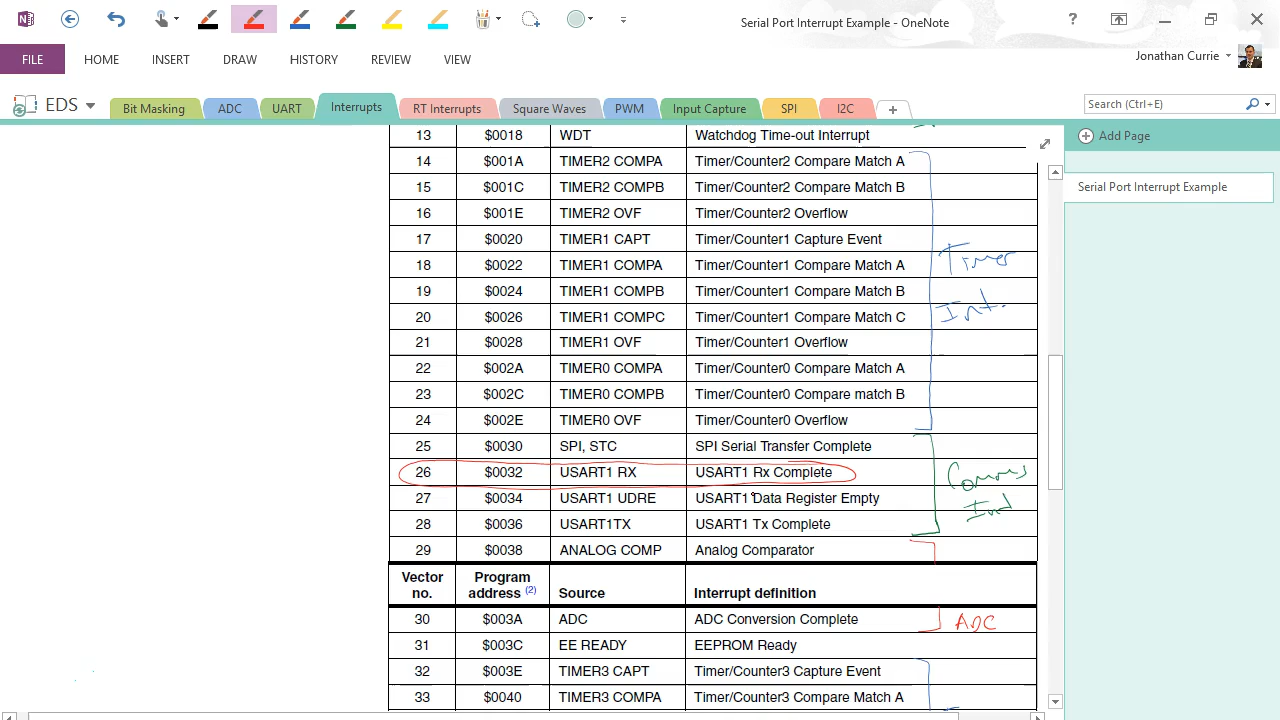 Serial Port Interrupt Example - OneNote
?
Jonathan Currie
FILE HOME INSERT DRAW HISTORY REVIEW VIEW
EDS Bit Masking ADC UART Interrupts RT Interrupts Square Waves PWM Input Capture SPI I2C + Search (Ctrl+E)
Add Page
Serial Port Interrupt Example
13 $0018 WDT Watchdog Time-out Interrupt
14 $001A TIMER2 COMPA Timer/Counter2 Compare Match A
15 $001C TIMER2 COMPB Timer/Counter2 Compare Match B
16 $001E TIMER2 OVF Timer/Counter2 Overflow
17 $0020 TIMER1 CAPT Timer/Counter1 Capture Event
18 $0022 TIMER1 COMPA Timer/Counter1 Compare Match A
19 $0024 TIMER1 COMPB Timer/Counter1 Compare Match B
20 $0026 TIMER1 COMPC Timer/Counter1 Compare Match C
21 $0028 TIMER1 OVF Timer/Counter1 Overflow
22 $002A TIMER0 COMPA Timer/Counter0 Compare Match A
23 $002C TIMER0 COMPB Timer/Counter0 Compare match B
24 $002E TIMER0 OVF Timer/Counter0 Overflow
Timer
Int.
25 $0030 SPI, STC SPI Serial Transfer Complete
26 $0032 USART1 RX USART1 Rx Complete
27 $0034 USART1 UDRE USART1 Data Register Empty
28 $0036 USART1TX USART1 Tx Complete
Comms
Int
29 $0038 ANALOG COMP Analog Comparator
Vector no. Program address (2) Source Interrupt definition
30 $003A ADC ADC Conversion Complete ADC
31 $003C EE READY EEPROM Ready
32 $003E TIMER3 CAPT Timer/Counter3 Capture Event
33 $0040 TIMER3 COMPA Timer/Counter3 Compare Match A